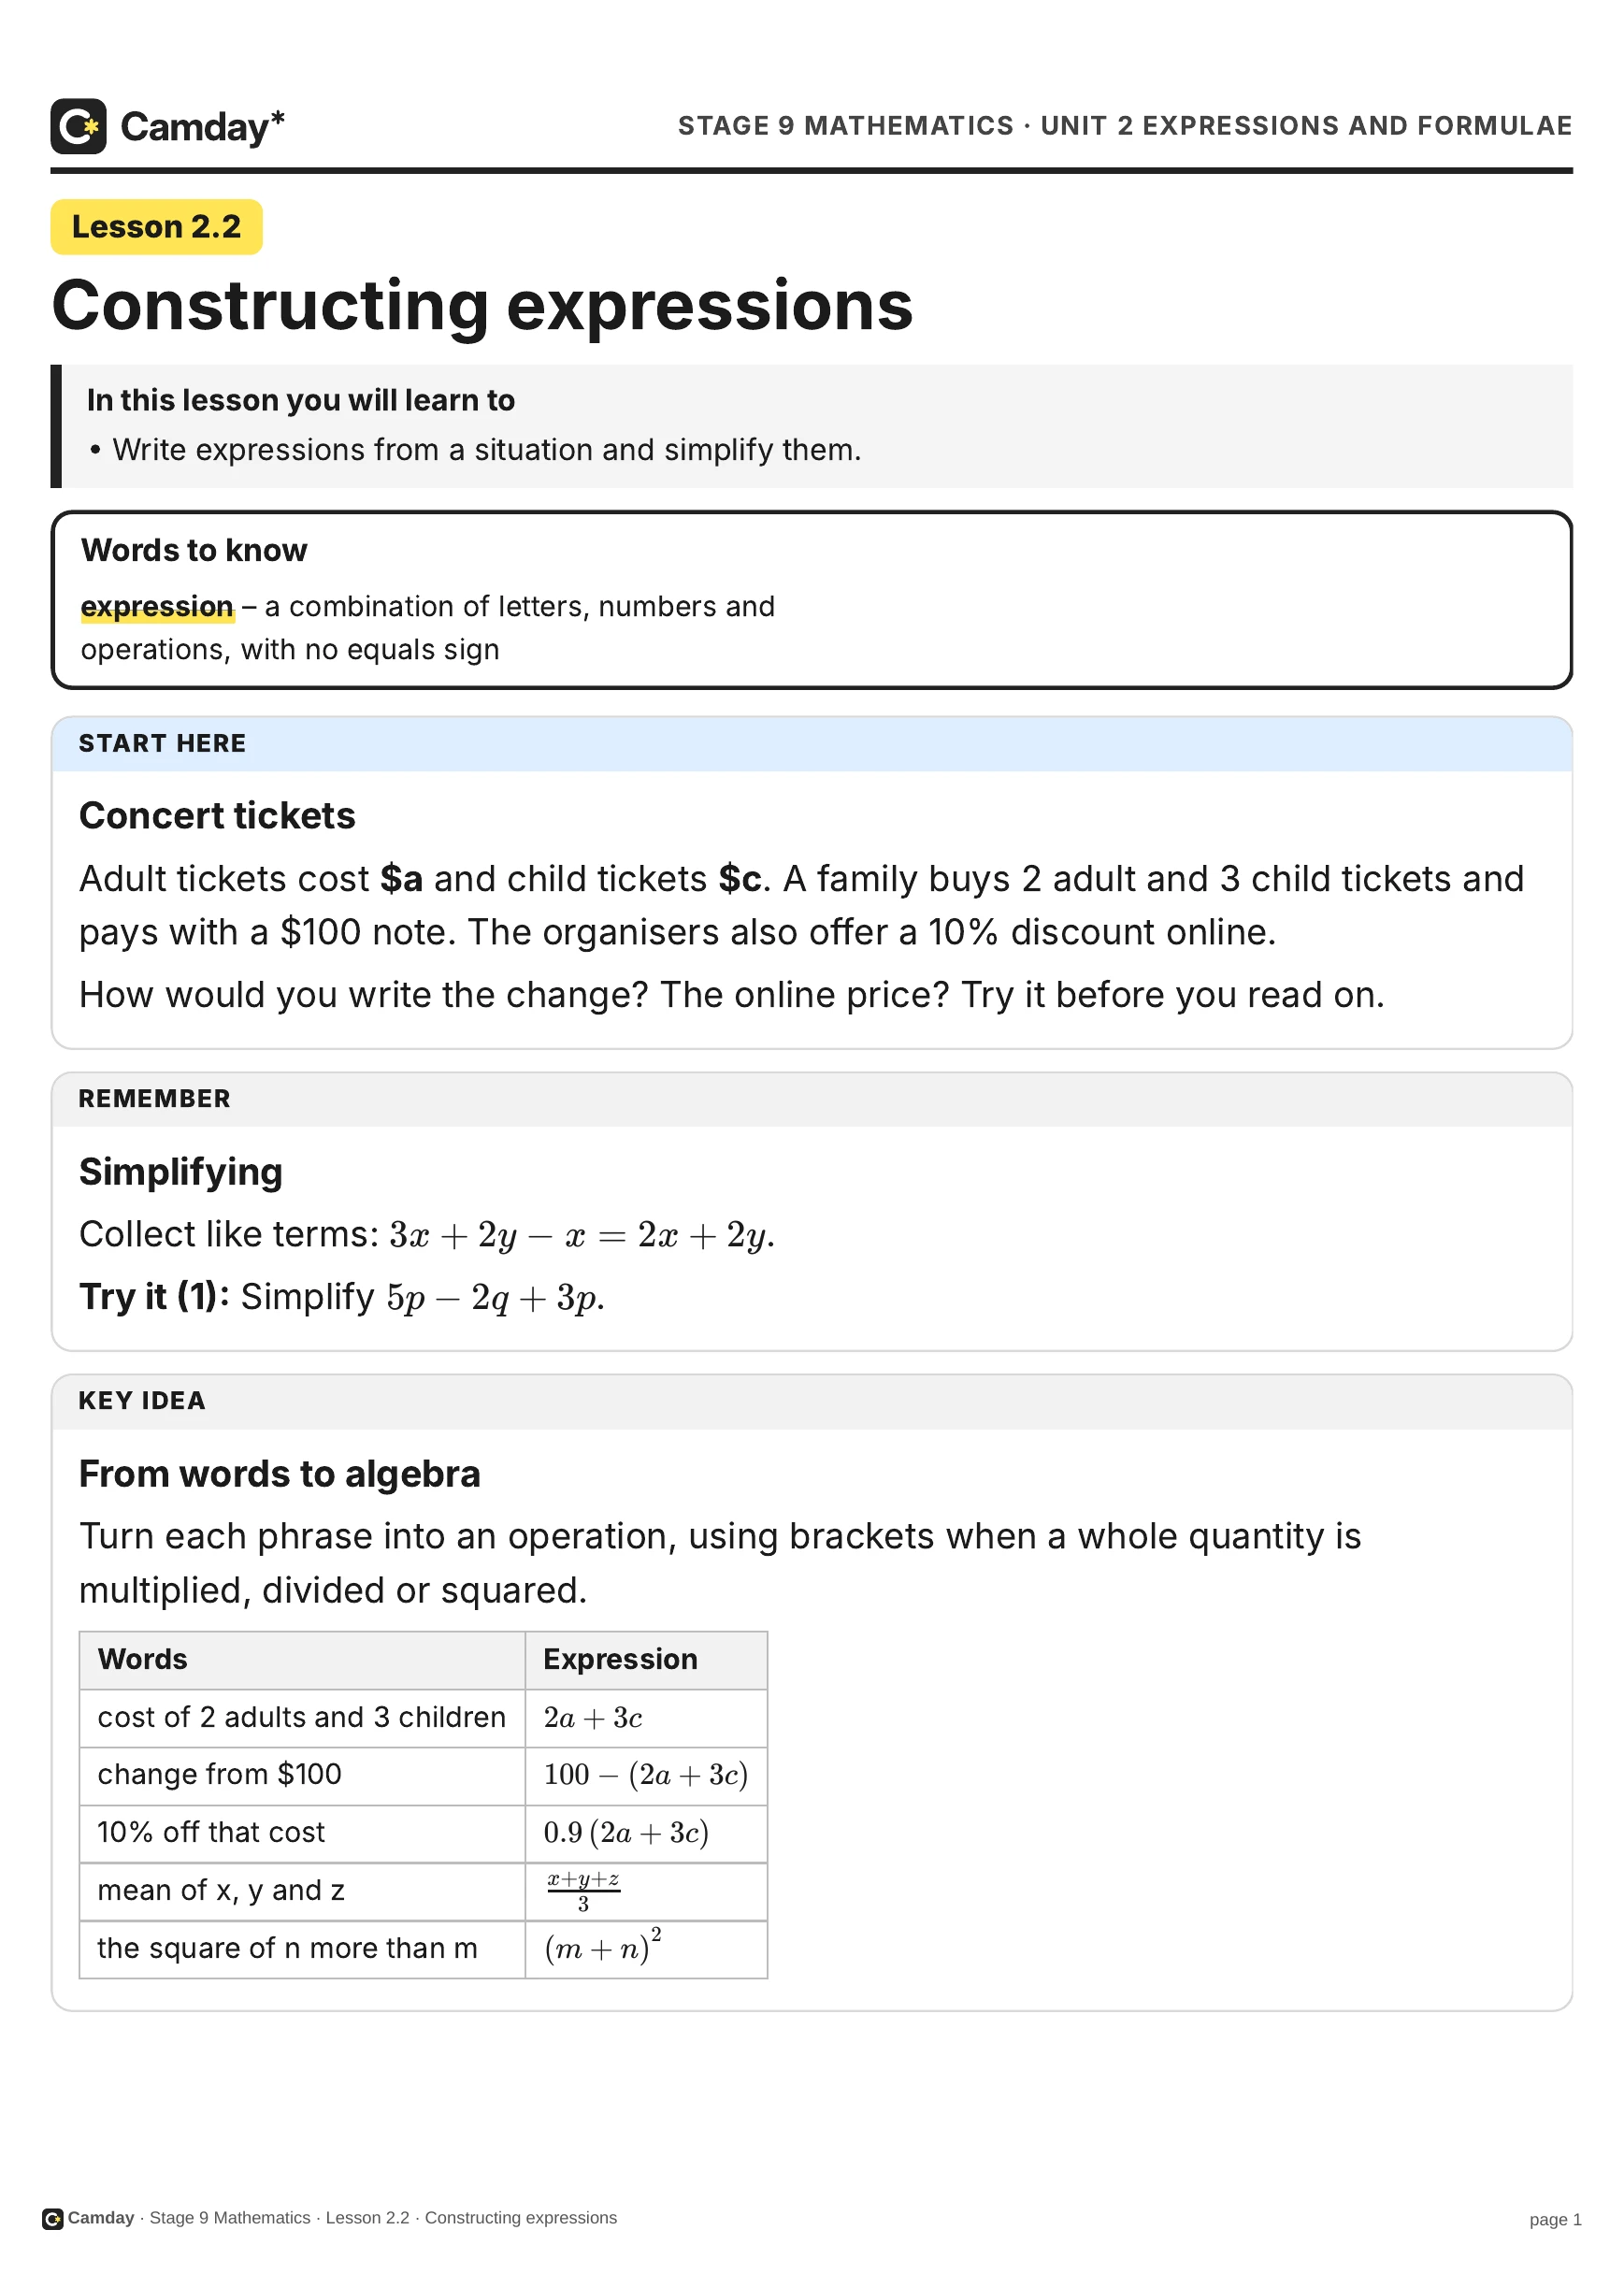 Camday*
STAGE 9 MATHEMATICS · UNIT 2 EXPRESSIONS AND FORMULAE
Lesson 2.2
Constructing expressions
In this lesson you will learn to
• Write expressions from a situation and simplify them.
Words to know
expression – a combination of letters, numbers and
operations, with no equals sign
START HERE
Concert tickets
Adult tickets cost $a and child tickets $c. A family buys 2 adult and 3 child tickets and
pays with a $100 note. The organisers also offer a 10% discount online.
How would you write the change? The online price? Try it before you read on.
REMEMBER
Simplifying
Collect like terms: 3x + 2y − x = 2x + 2y.
Try it (1): Simplify 5p − 2q + 3p.
KEY IDEA
From words to algebra
Turn each phrase into an operation, using brackets when a whole quantity is
multiplied, divided or squared.
Words Expression
cost of 2 adults and 3 children 2a + 3c
change from $100 100 − (2a + 3c)
10% off that cost 0.9 (2a + 3c)
mean of x, y and z (x+y+z)/3
the square of n more than m (m + n)²
Camday · Stage 9 Mathematics · Lesson 2.2 · Constructing expressions
page 1